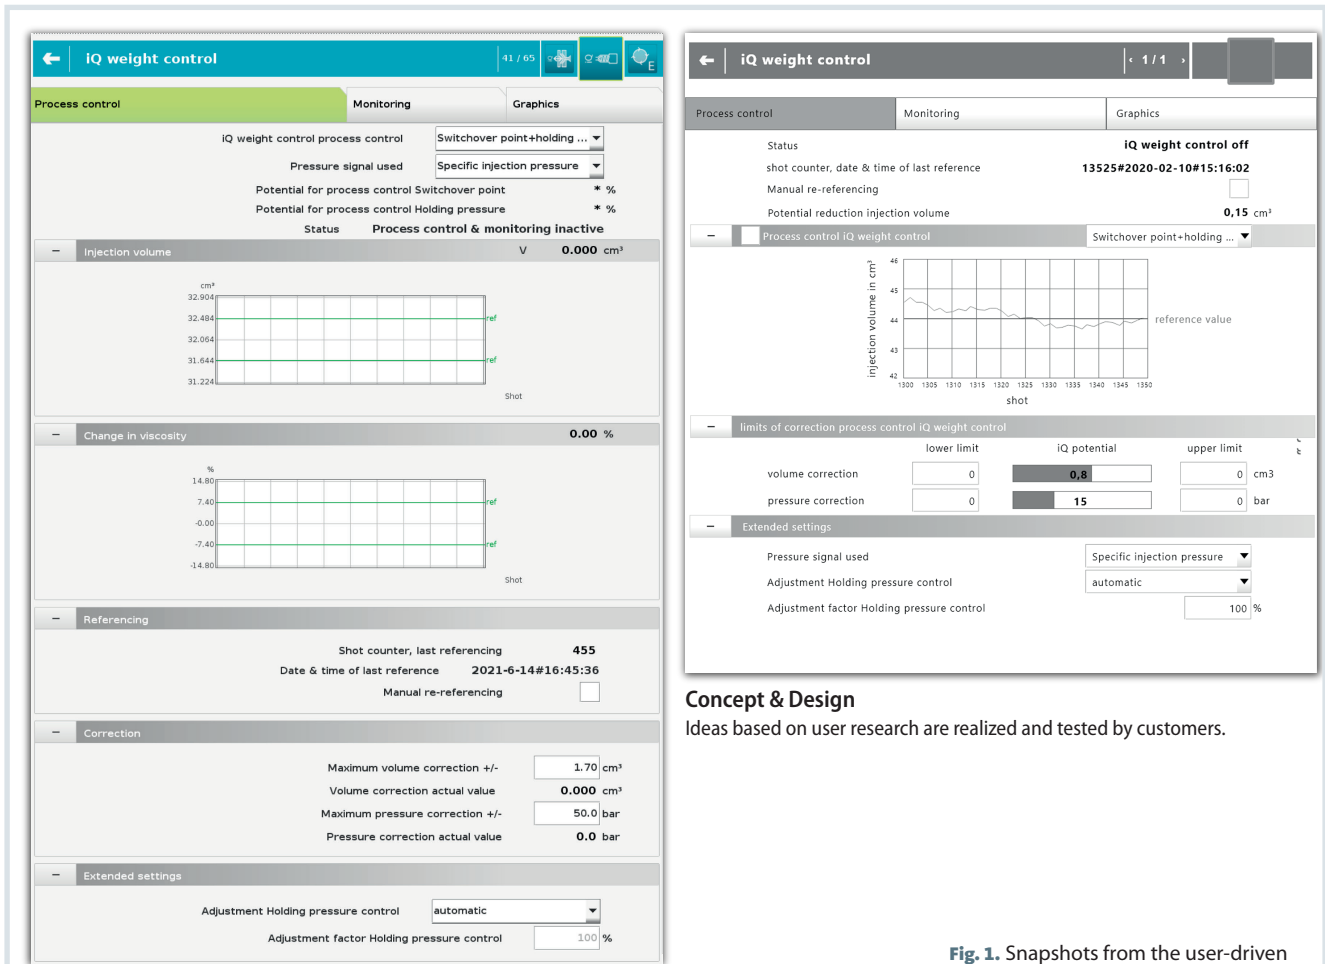 iQ weight control
41 / 65
E
Process control
Monitoring
Graphics
iQ weight control process control
Switchover point+holding ...
Pressure signal used
Specific injection pressure
Potential for process control Switchover point * %
Potential for process control Holding pressure * %
Status Process control & monitoring inactive
− Injection volume V 0.000 cm³
cm³
32.904
32.484 ref
32.064
31.644 ref
31.224
Shot
− Change in viscosity 0.00 %
%
14.80
7.40 ref
-0.00
-7.40 ref
-14.80
Shot
− Referencing
Shot counter, last referencing 455
Date & time of last reference 2021-6-14#16:45:36
Manual re-referencing
− Correction
Maximum volume correction +/- 1.70 cm³
Volume correction actual value 0.000 cm³
Maximum pressure correction +/- 50.0 bar
Pressure correction actual value 0.0 bar
− Extended settings
Adjustment Holding pressure control automatic
Adjustment factor Holding pressure control 100 %
iQ weight control
‹ 1/1 ›
Process control
Monitoring
Graphics
Status iQ weight control off
shot counter, date & time of last reference 13525#2020-02-10#15:16:02
Manual re-referencing
Potential reduction injection volume 0,15 cm³
− Process control iQ weight control Switchover point+holding ...
injection volume in cm³
46
45
44 reference value
43
42
1300 1305 1310 1315 1320 1325 1330 1335 1340 1345 1350
shot
− limits of correction process control iQ weight control
lower limit iQ potential upper limit
volume correction 0 0,8 0 cm3
pressure correction 0 15 0 bar
− Extended settings
Pressure signal used Specific injection pressure
Adjustment Holding pressure control automatic
Adjustment factor Holding pressure control 100 %
Concept & Design
Ideas based on user research are realized and tested by customers.
Fig. 1. Snapshots from the user-driven